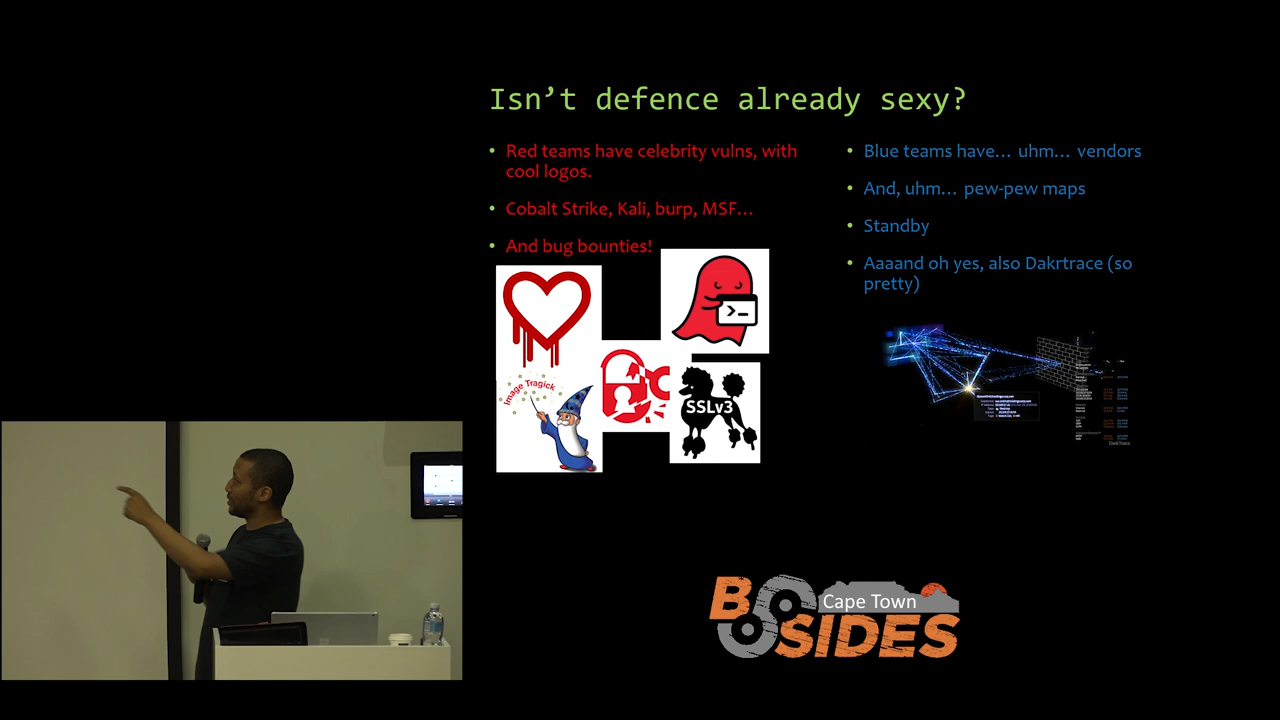 Isn't defence already sexy?
• Red teams have celebrity vulns, with
cool logos.
• Cobalt Strike, Kali, burp, MSF…
• And bug bounties!
• Blue teams have… uhm… vendors
• And, uhm… pew-pew maps
• Standby
• Aaaand oh yes, also Dakrtrace (so
pretty)
Image Tragick
>_
SSLv3
DarkTrace
BSIDES
Cape Town